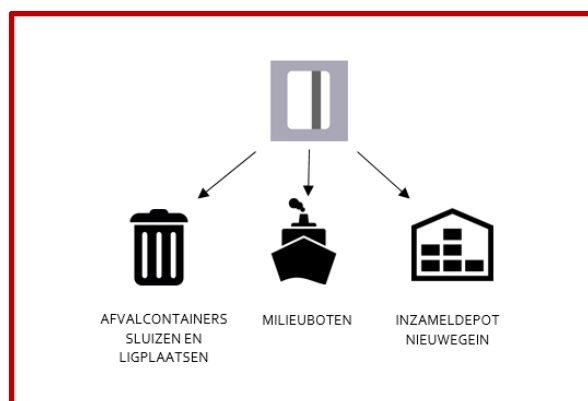 AFVALCONTAINERS
SLUIZEN EN
LIGPLAATSEN
MILIEUBOTEN
INZAMELDEPOT
NIEUWEGEIN